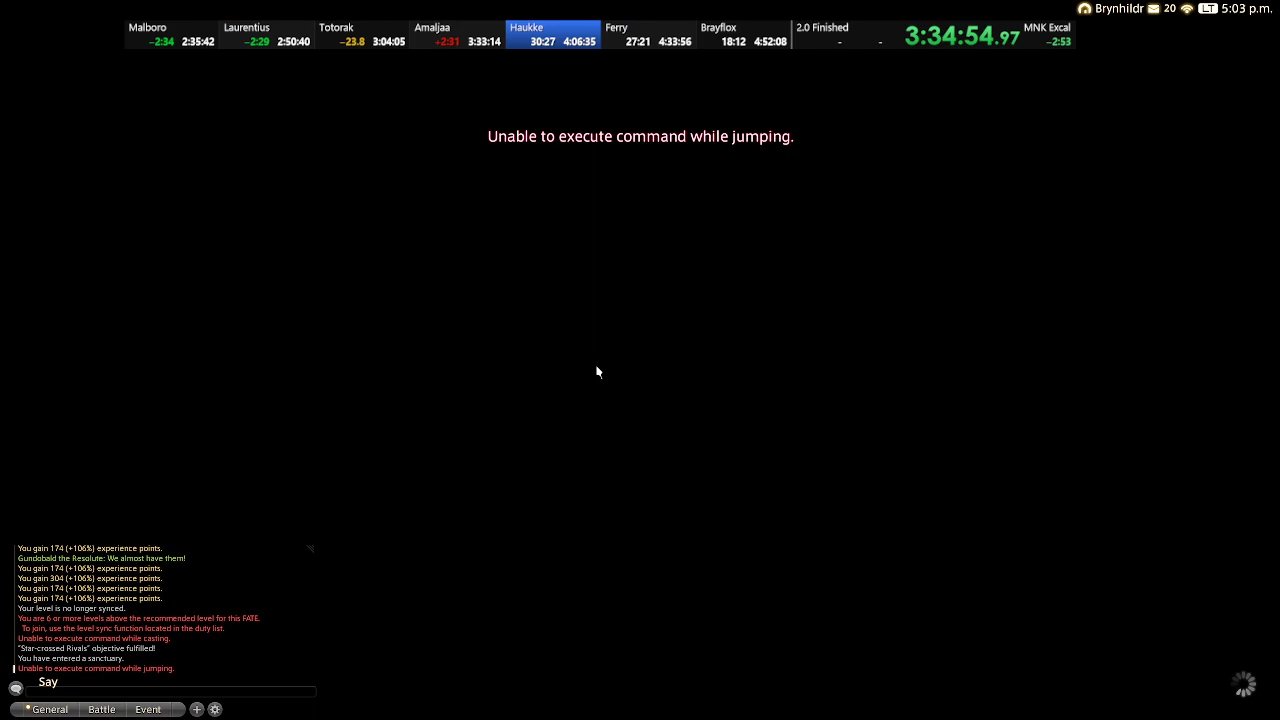 Brynhildr 20 LT 5:03 p.m.
Malboro Laurentius Totorak Amaljaa Haukke Ferry Brayflox 2.0 Finished 3:34:54.97 MNK Excal
−2:34 2:35:42 −2:29 2:50:40 −23.8 3:04:05 +2:31 3:33:14 30:27 4:06:35 27:21 4:33:56 18:12 4:52:08 - - −2:53
Unable to execute command while jumping.
You gain 174 (+106%) experience points.
Gundobald the Resolute: We almost have them!
You gain 174 (+106%) experience points.
You gain 304 (+106%) experience points.
You gain 174 (+106%) experience points.
You gain 174 (+106%) experience points.
Your level is no longer synced.
You are 6 or more levels above the recommended level for this FATE.
To join, use the level sync function located in the duty list.
Unable to execute command while casting.
"Star-crossed Rivals" objective fulfilled!
You have entered a sanctuary.
Unable to execute command while jumping.
Say
General Battle Event